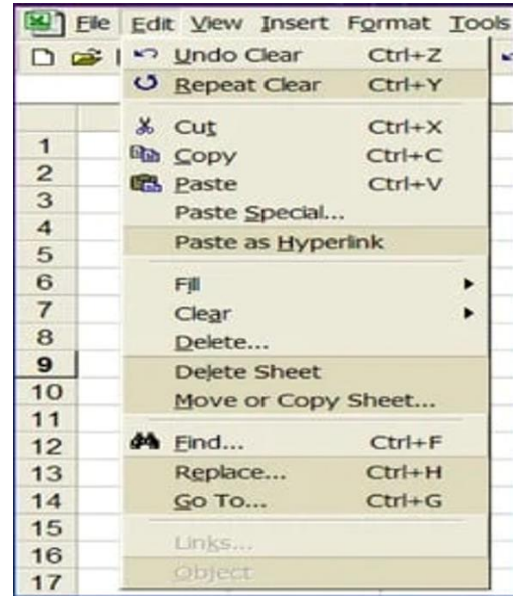 File Edit View Insert Format Tools
Undo Clear Ctrl+Z
Repeat Clear Ctrl+Y
Cut Ctrl+X
1
Copy Ctrl+C
2
Paste Ctrl+V
3
Paste Special...
4
Paste as Hyperlink
5
6 Fill
7 Clear
8 Delete...
9 Delete Sheet
10 Move or Copy Sheet...
11
12 Find... Ctrl+F
13 Replace... Ctrl+H
14 Go To... Ctrl+G
15
Links...
16
17 Object